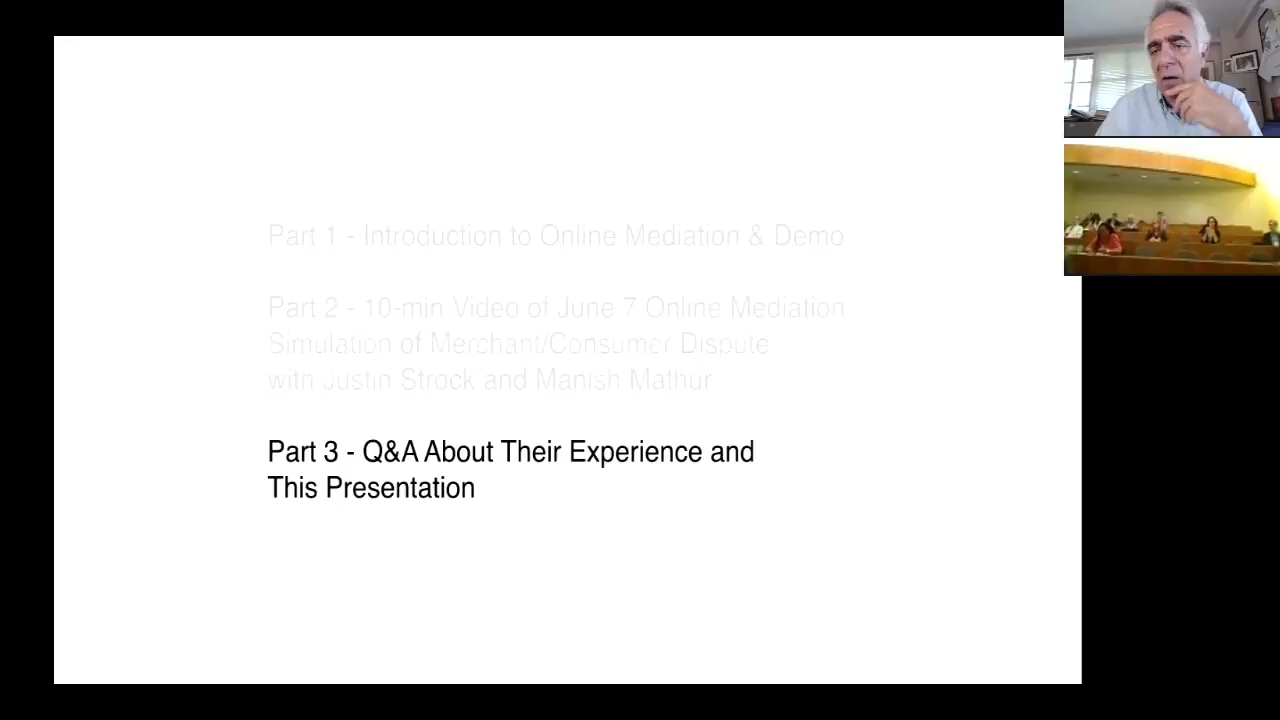 Part 1 - Introduction to Online Mediation & Demo
Part 2 - 10-min Video of June 7 Online Mediation
Simulation of Merchant/Consumer Dispute
with Justin Strock and Manish Mathur
Part 3 - Q&A About Their Experience and
This Presentation